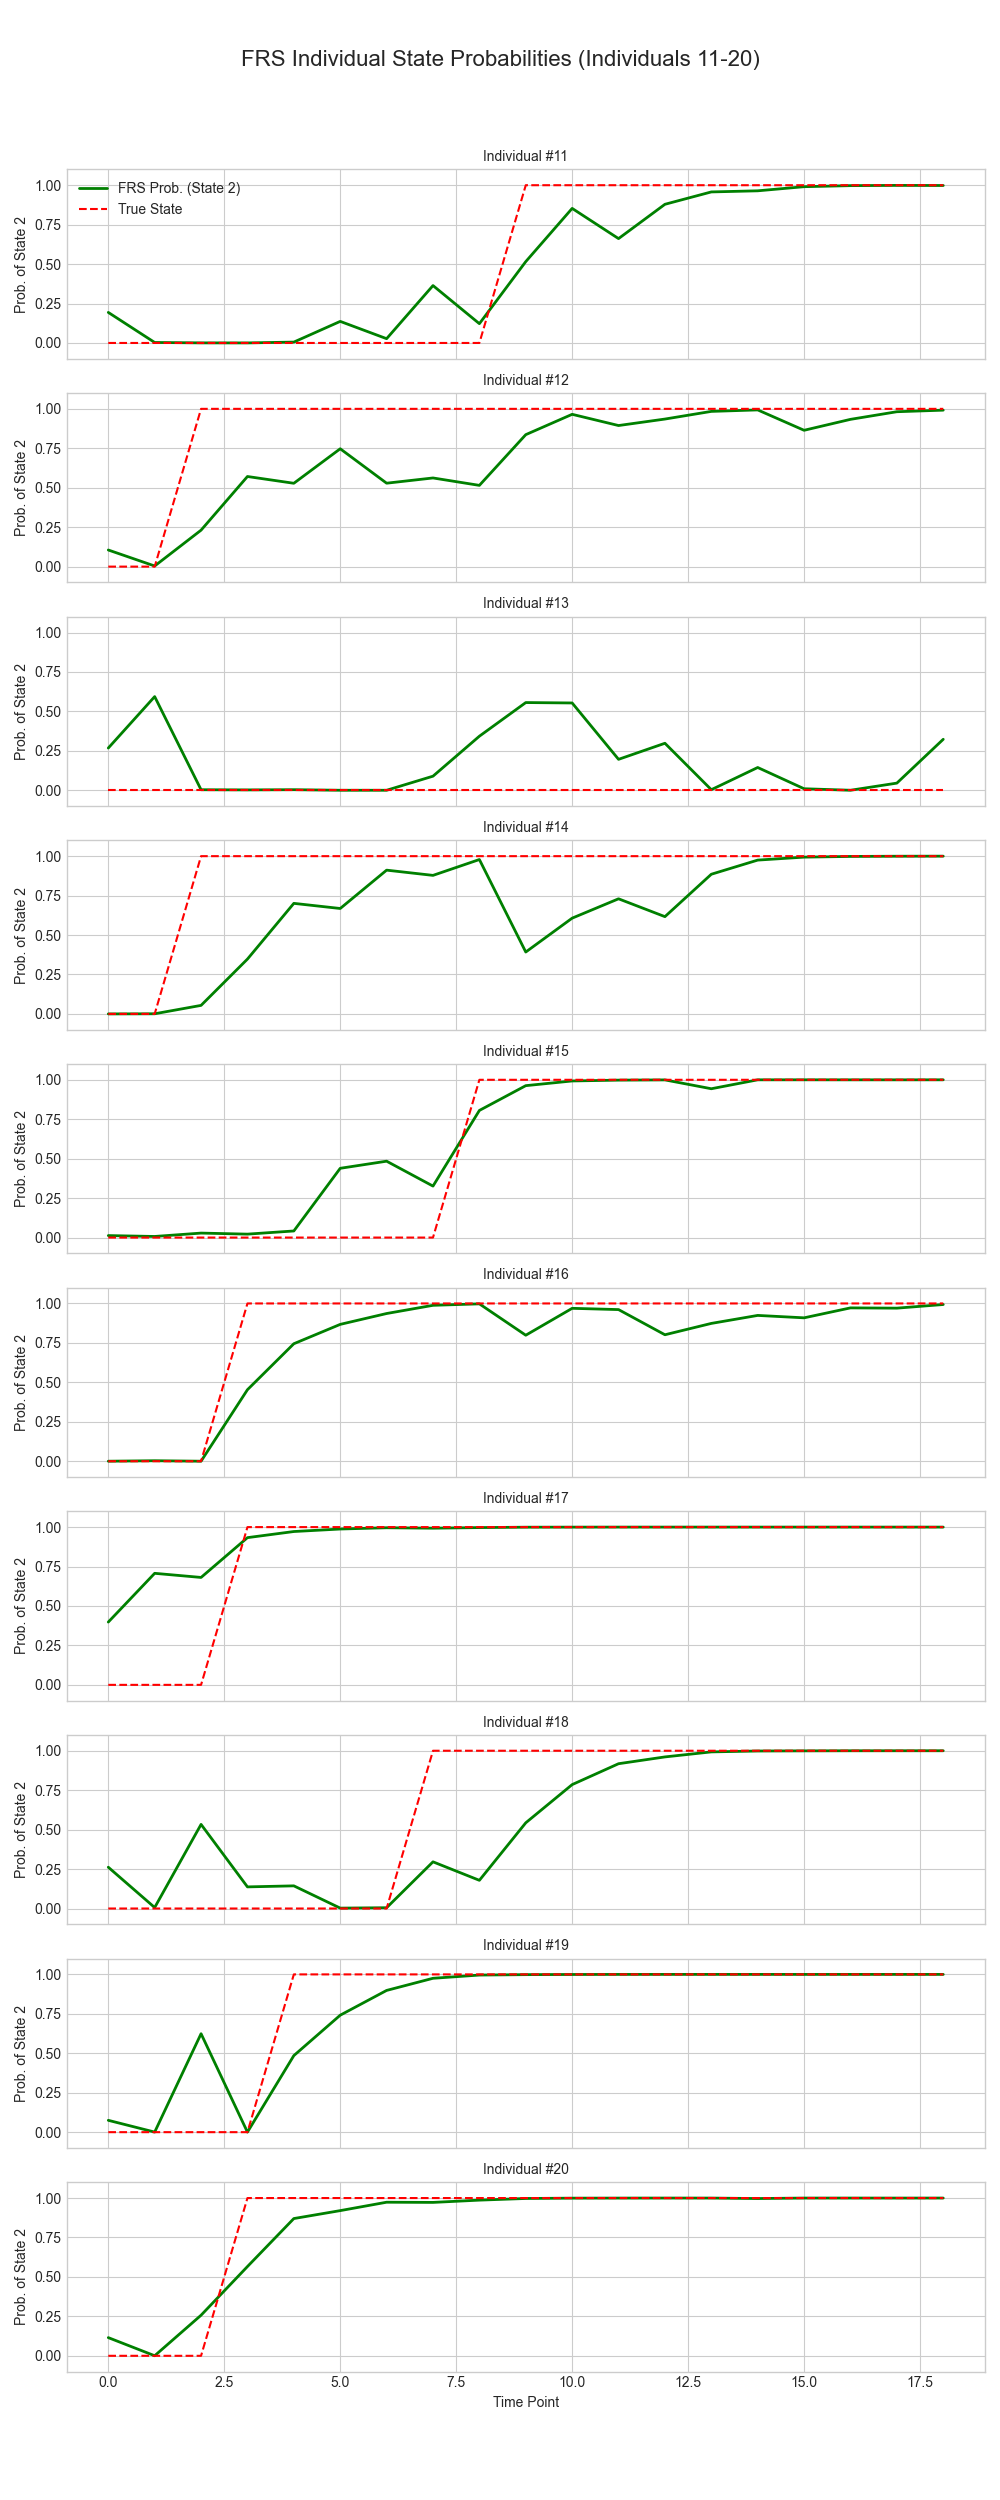 FRS Individual State Probabilities (Individuals 11-20)
Individual #11
FRS Prob. (State 2)
True State
Prob. of State 2
1.00
0.75
0.50
0.25
0.00
Individual #12
Prob. of State 2
1.00
0.75
0.50
0.25
0.00
Individual #13
Prob. of State 2
1.00
0.75
0.50
0.25
0.00
Individual #14
Prob. of State 2
1.00
0.75
0.50
0.25
0.00
Individual #15
Prob. of State 2
1.00
0.75
0.50
0.25
0.00
Individual #16
Prob. of State 2
1.00
0.75
0.50
0.25
0.00
Individual #17
Prob. of State 2
1.00
0.75
0.50
0.25
0.00
Individual #18
Prob. of State 2
1.00
0.75
0.50
0.25
0.00
Individual #19
Prob. of State 2
1.00
0.75
0.50
0.25
0.00
Individual #20
Prob. of State 2
1.00
0.75
0.50
0.25
0.00
0.0 2.5 5.0 7.5 10.0 12.5 15.0 17.5
Time Point